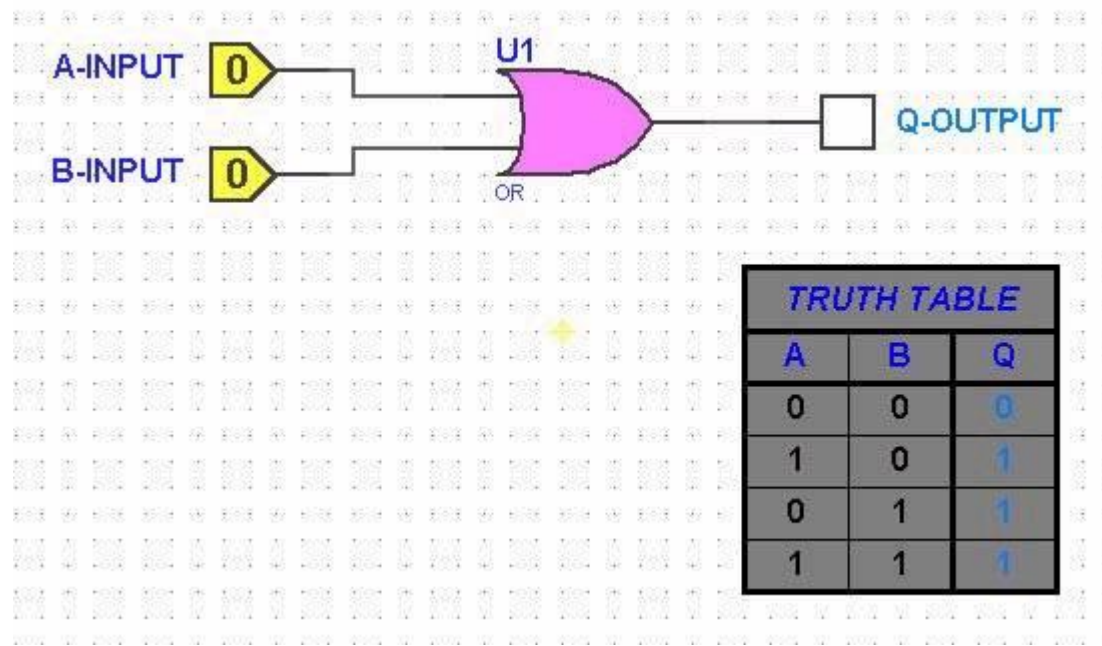 U1
A-INPUT 0
Q-OUTPUT
B-INPUT 0
OR
TRUTH TABLE
A B Q
0 0 0
1 0 1
0 1 1
1 1 1